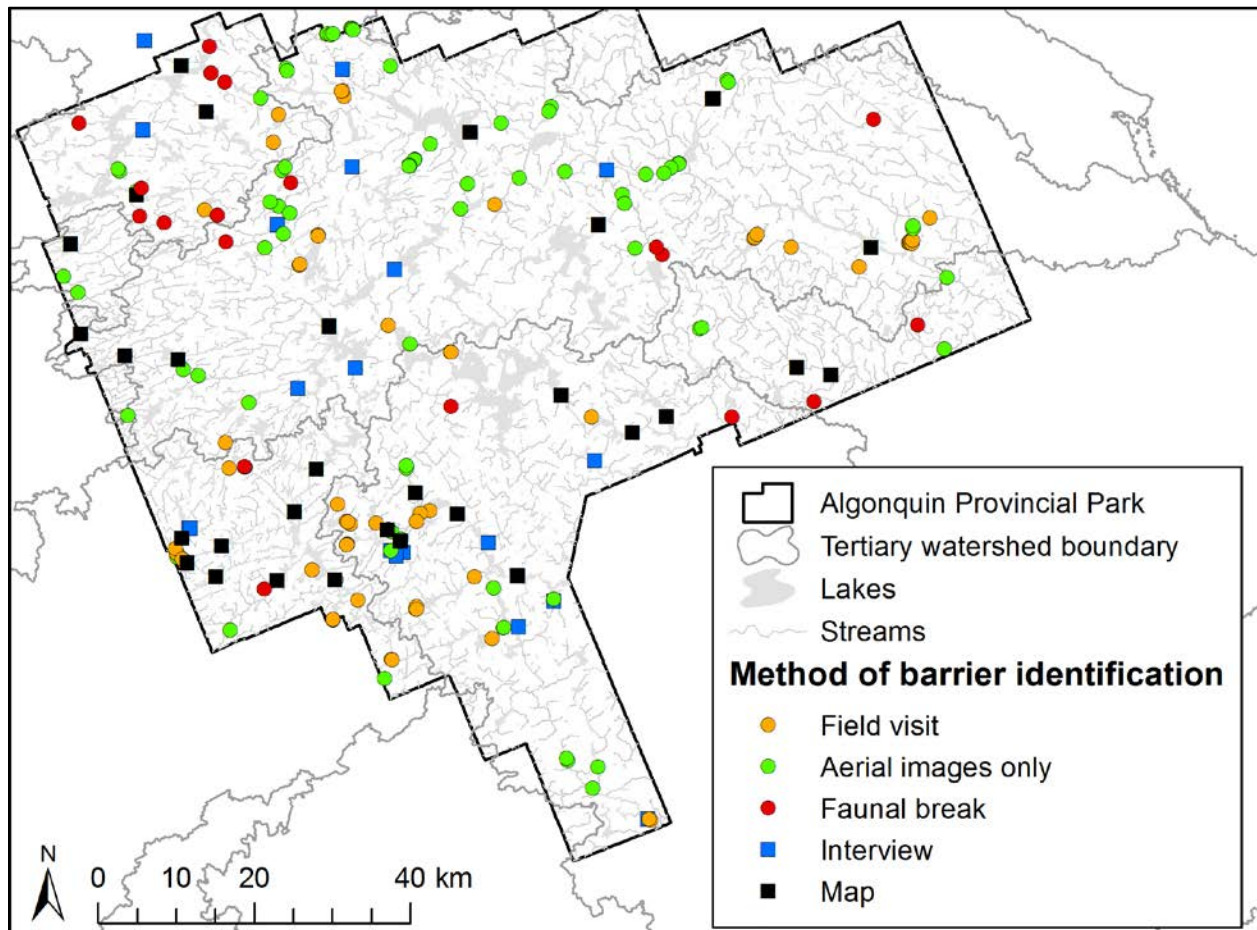 Algonquin Provincial Park
Tertiary watershed boundary
Lakes
Streams
Method of barrier identification
Field visit
Aerial images only
Faunal break
Interview
Map
N
0 10 20 40 km